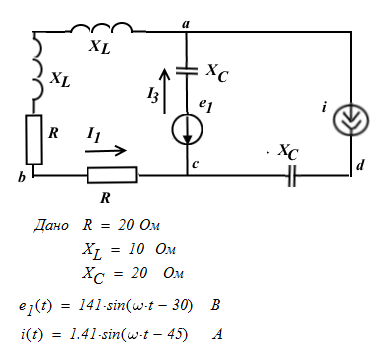 a
X_L
X_L
X_C
I_3
e_1
i
R
I_1
X_C
b
c
d
R
Дано R = 20 Ом
X_L = 10 Ом
X_C = 20 Ом
e_1(t) = 141·sin(ω·t − 30) В
i(t) = 1.41·sin(ω·t − 45) А